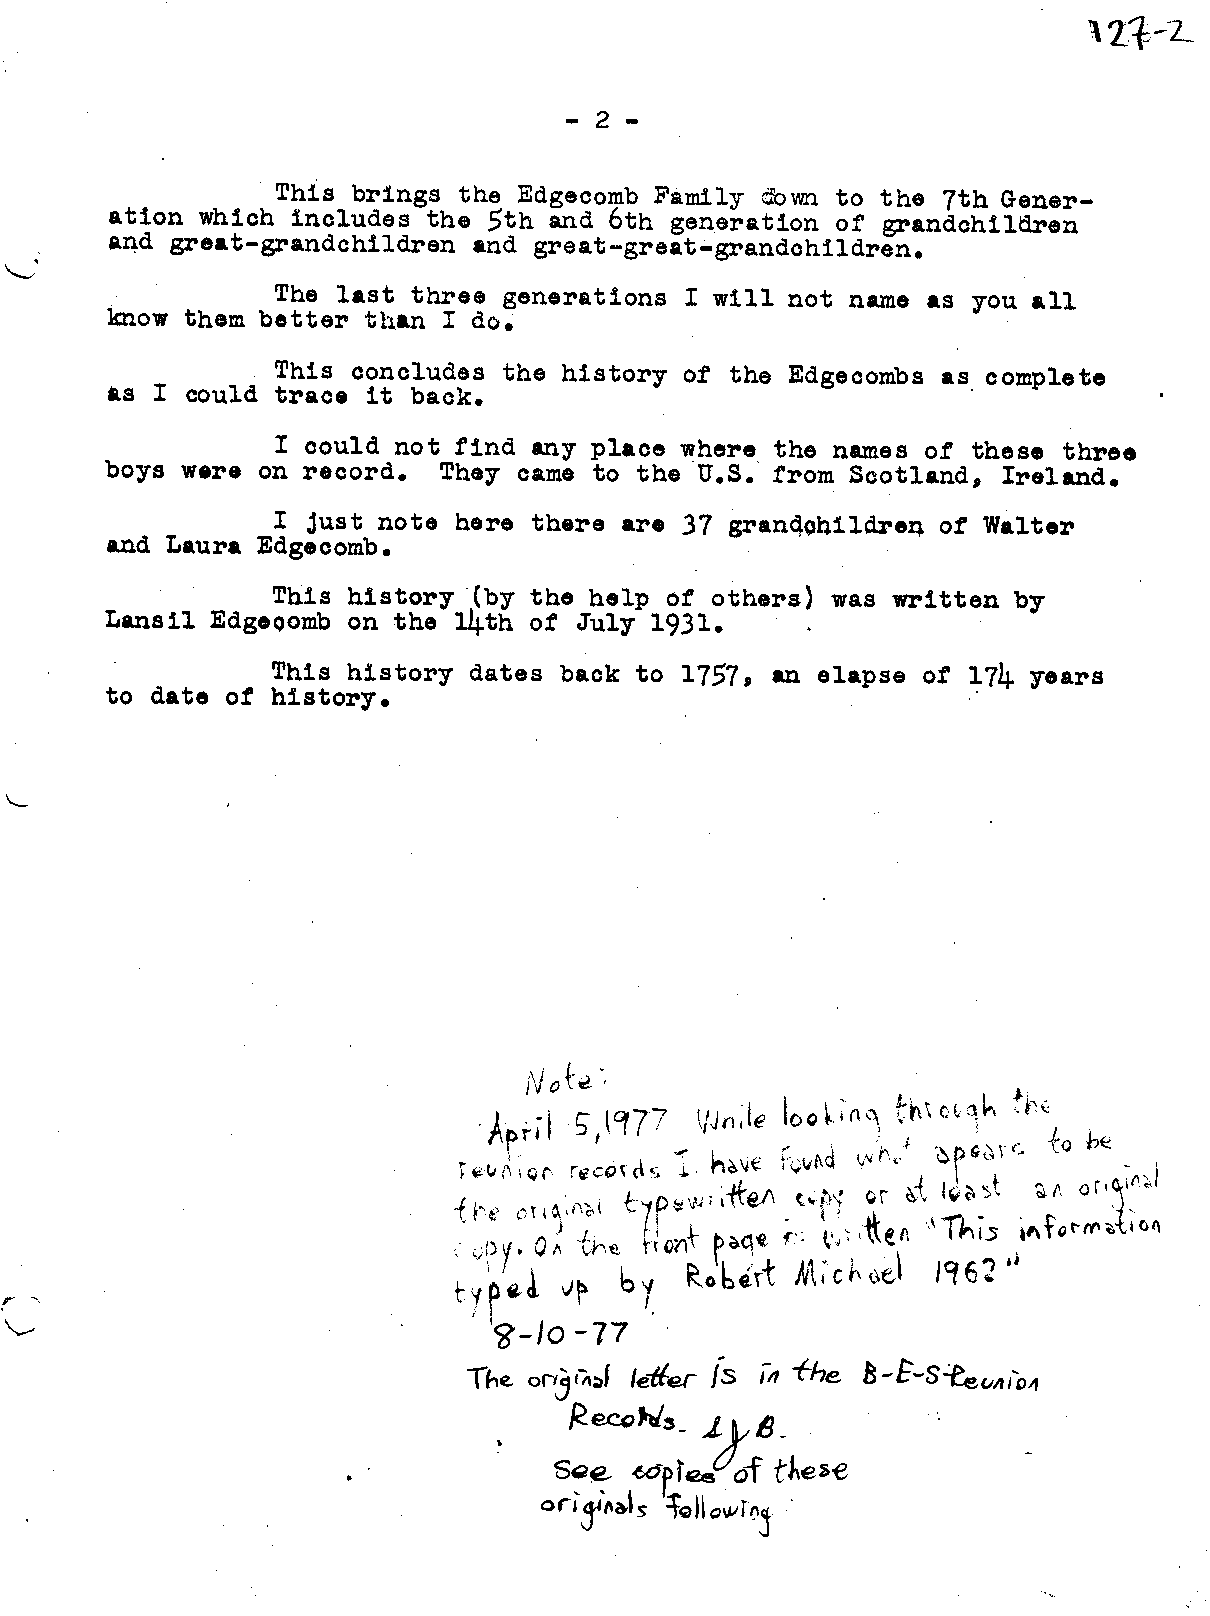 127-2
- 2 -
This brings the Edgecomb Family down to the 7th Gener-
ation which includes the 5th and 6th generation of grandchildren
and great-grandchildren and great-great-grandchildren.
The last three generations I will not name as you all
know them better than I do.
This concludes the history of the Edgecombs as complete
as I could trace it back.
I could not find any place where the names of these three
boys were on record. They came to the U.S. from Scotland, Ireland.
I just note here there are 37 grandchildren of Walter
and Laura Edgecomb.
This history (by the help of others) was written by
Lansil Edgecomb on the 14th of July 1931.
This history dates back to 1757, an elapse of 174 years
to date of history.
Note:
April 5, 1977 While looking through the
reunion records I have found what apears to be
the original typewritten copy or at least an original
copy. On the front page is written "This information
typed up by Robert Michael 196?"
8-10-77
The original letter is in the B-E-S-Reunion
Records. B.
See copies of these
originals following